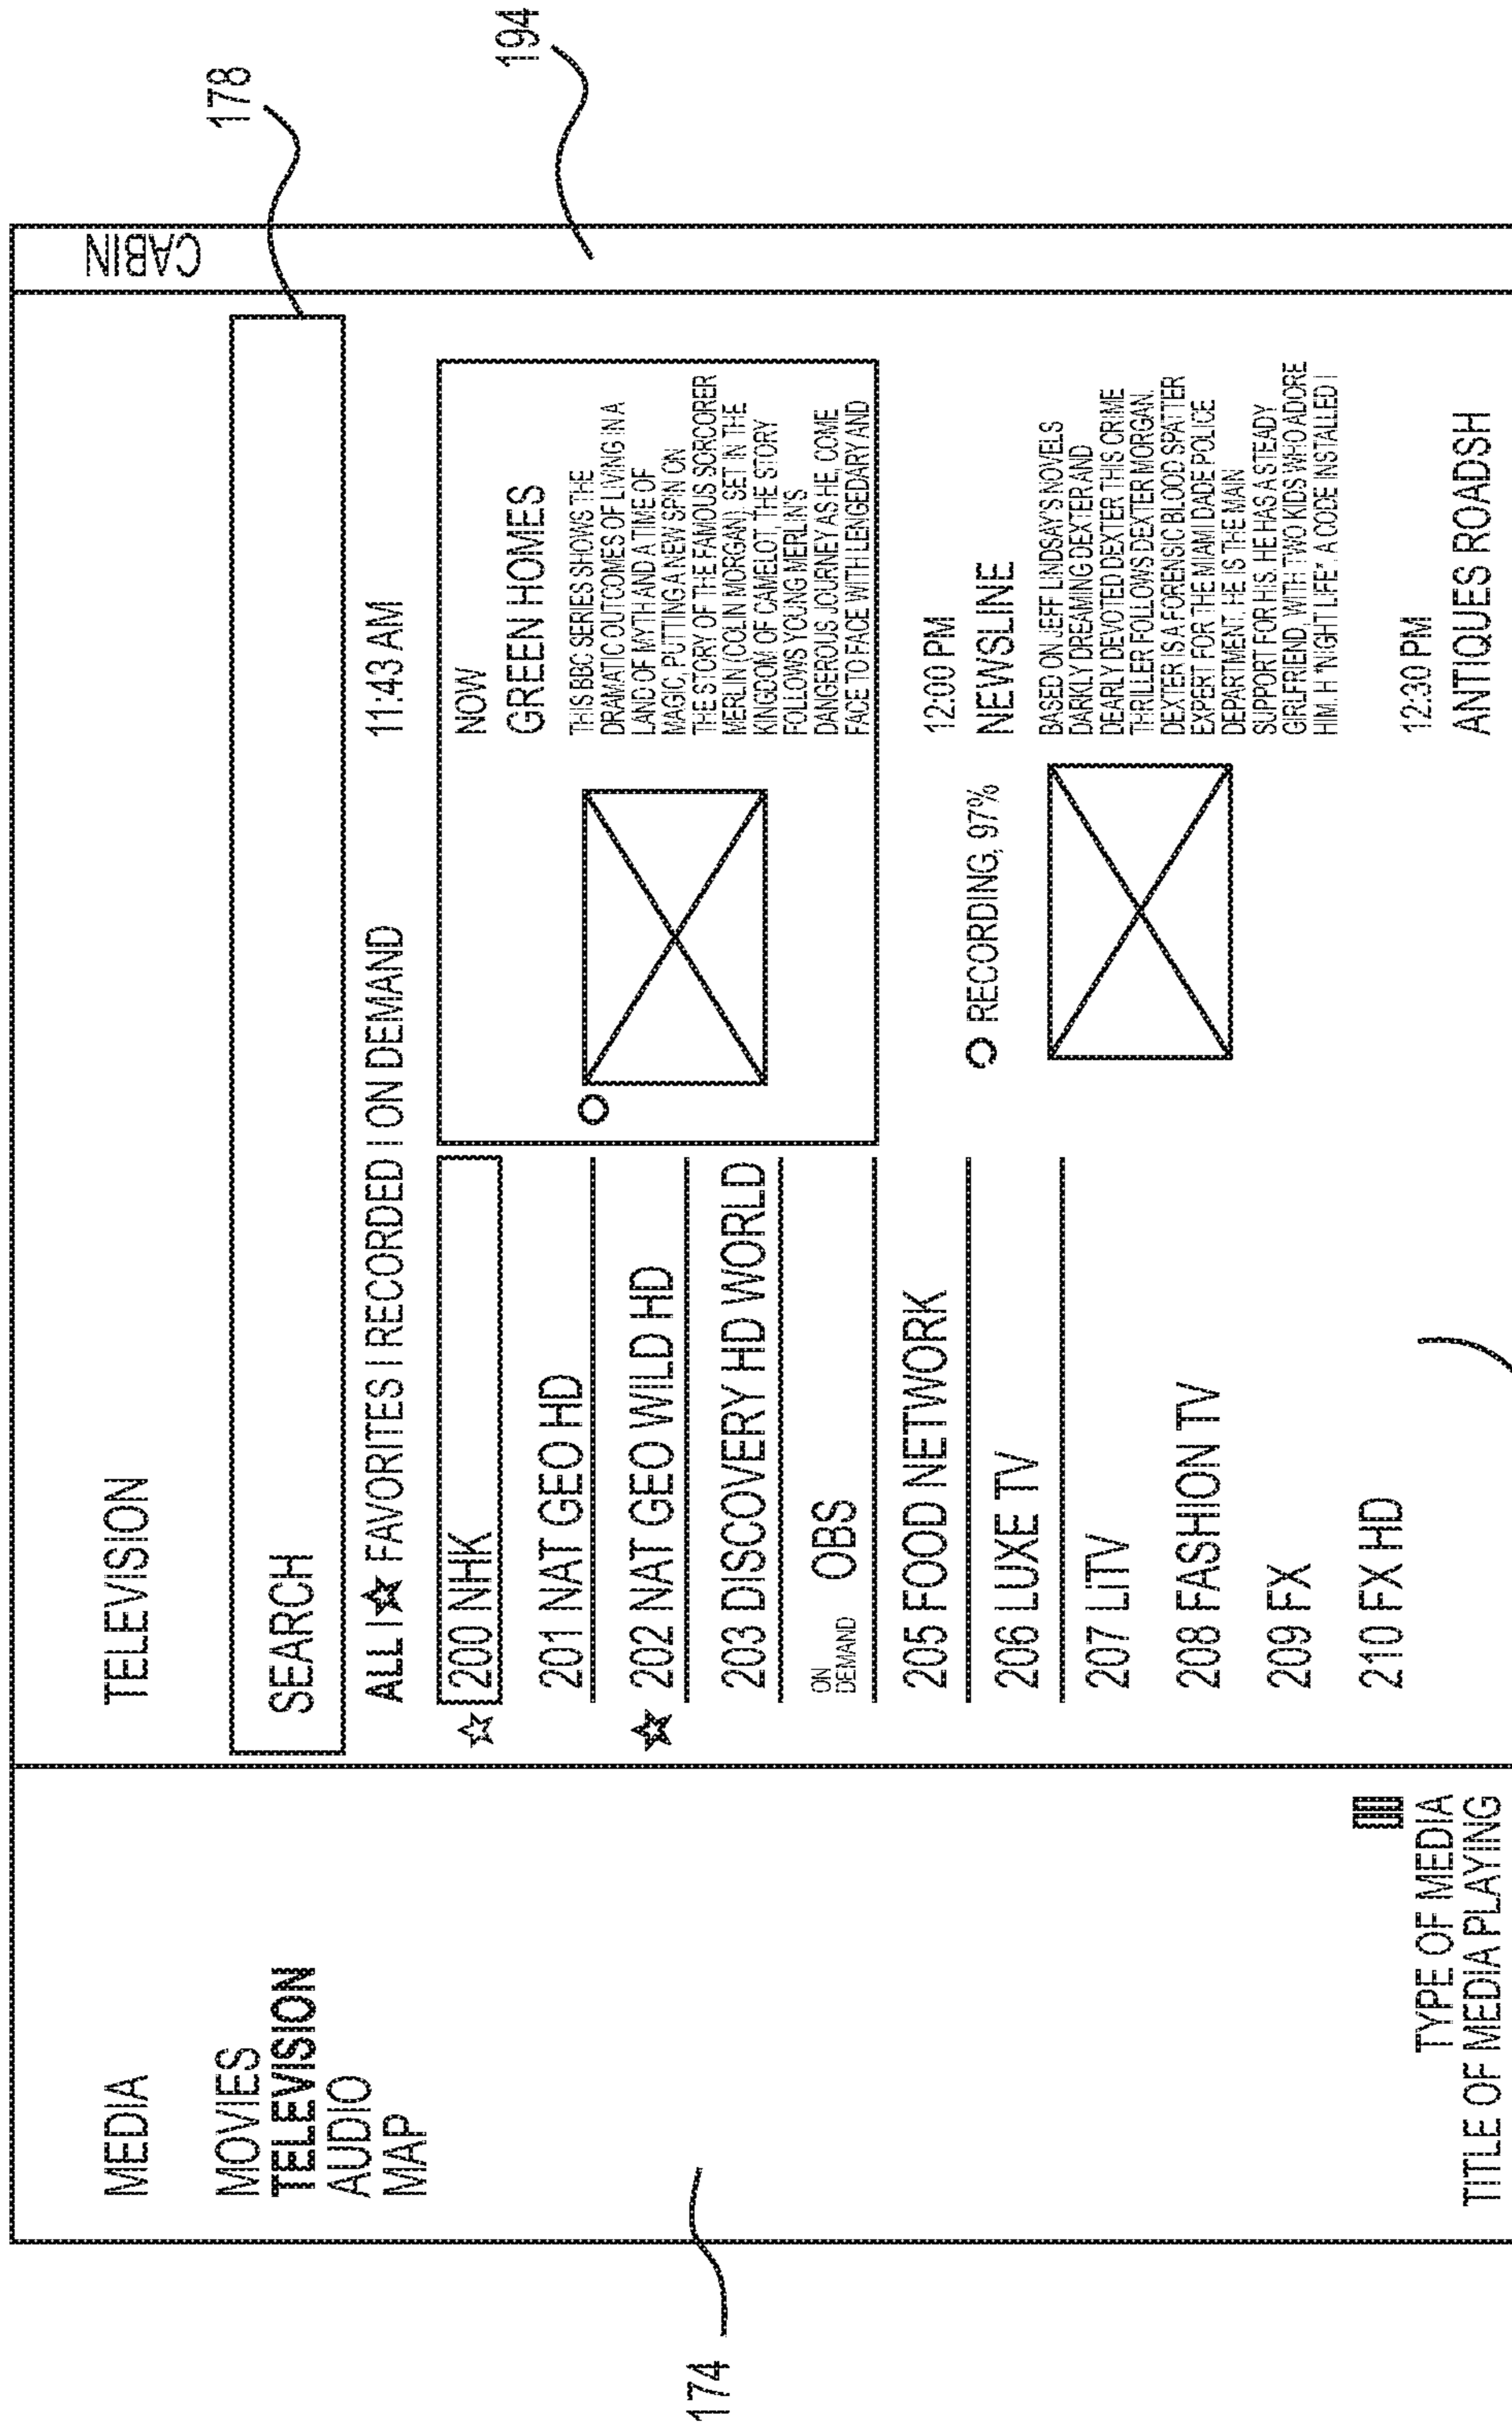 178
194
174
CABIN
MEDIA
MOVIES
TELEVISION
AUDIO
MAP
TYPE OF MEDIA
TITLE OF MEDIA PLAYING
TELEVISION
SEARCH
ALL I ★ FAVORITES I RECORDED I ON DEMAND
11:43 AM
☆ 200 NHK
201 NAT GEO HD
★ 202 NAT GEO WILD HD
203 DISCOVERY HD WORLD
ON DEMAND OBS
205 FOOD NETWORK
206 LUXE TV
207 LITV
208 FASHION TV
209 FX
210 FX HD
NOW
GREEN HOMES
THIS BBC SERIES SHOWS THE
DRAMATIC OUTCOMES OF LIVING IN A
LAND OF MYTH AND A TIME OF
MAGIC, PUTTING A NEW SPIN ON
THE STORY OF THE FAMOUS SORCORER
MERLIN (COLIN MORGAN). SET IN THE
KINGDOM OF CAMELOT, THE STORY
FOLLOWS YOUNG MERLIN'S
DANGEROUS JOURNEY AS HE, COME
FACE TO FACE WITH LENGEDARY AND
12:00 PM
RECORDING, 97%
NEWSLINE
BASED ON JEFF LINDSAY'S NOVELS
DARKLY DREAMING DEXTER AND
DEARLY DEVOTED DEXTER THIS CRIME
THRILLER FOLLOWS DEXTER MORGAN.
DEXTER IS A FORENSIC BLOOD SPATTER
EXPERT FOR THE MIAMI DADE POLICE
DEPARTMENT. HE IS THE MAIN
SUPPORT FOR HIS. HE HAS A STEADY
GIRLFRIEND, WITH TWO KIDS WHO ADORE
HIM. H "NIGHT LIFE". A CODE INSTALLED I
12:30 PM
ANTIQUES ROADSH